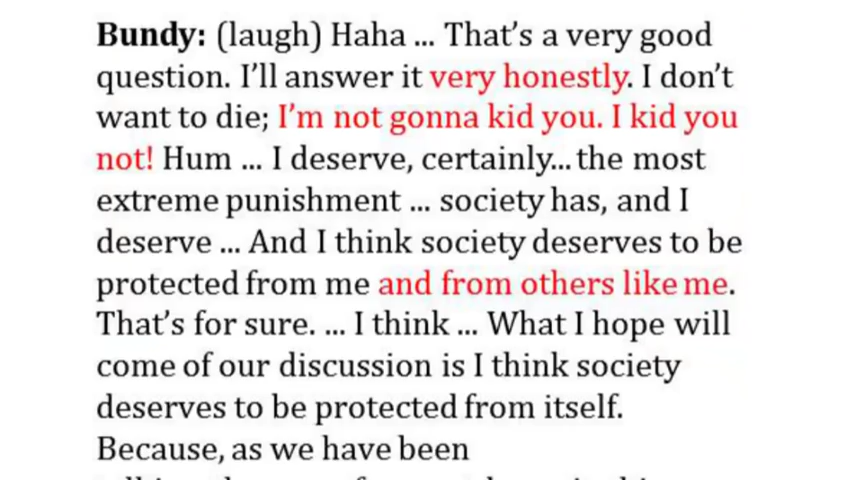 Bundy: (laugh) Haha ... That's a very good
question. I'll answer it very honestly. I don't
want to die; I'm not gonna kid you. I kid you
not! Hum ... I deserve, certainly... the most
extreme punishment ... society has, and I
deserve ... And I think society deserves to be
protected from me and from others like me.
That's for sure. ... I think ... What I hope will
come of our discussion is I think society
deserves to be protected from itself.
Because, as we have been